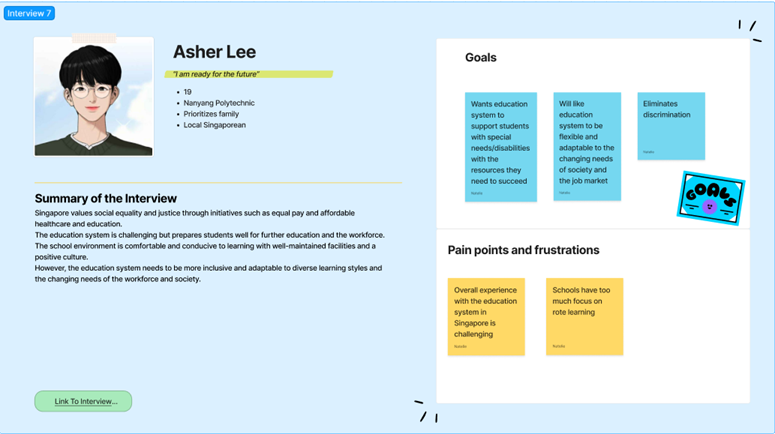 Interview 7
Asher Lee
"I am ready for the future"
• 19
• Nanyang Polytechnic
• Prioritizes family
• Local Singaporean
Summary of the Interview
Singapore values social equality and justice through initiatives such as equal pay and affordable
healthcare and education.
The education system is challenging but prepares students well for further education and the workforce.
The school environment is comfortable and conducive to learning with well-maintained facilities and a
positive culture.
However, the education system needs to be more inclusive and adaptable to diverse learning styles and
the changing needs of the workforce and society.
Link To Interview...
Goals
Wants education
system to
support students
with special
needs/disabilities
with the
resources they
need to succeed
Natalie
Will like
education
system to be
flexible and
adaptable to the
changing needs
of society and
the job market
Natalie
Eliminates
discrimination
Natalie
GOALS
Pain points and frustrations
Overall experience
with the education
system in
Singapore is
challenging
Natalie
Schools have too
much focus on
rote learning
Natalie